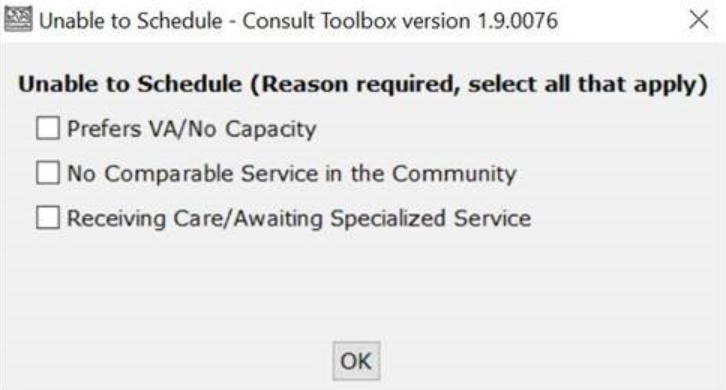 Unable to Schedule - Consult Toolbox version 1.9.0076
Unable to Schedule (Reason required, select all that apply)
Prefers VA/No Capacity
No Comparable Service in the Community
Receiving Care/Awaiting Specialized Service
OK